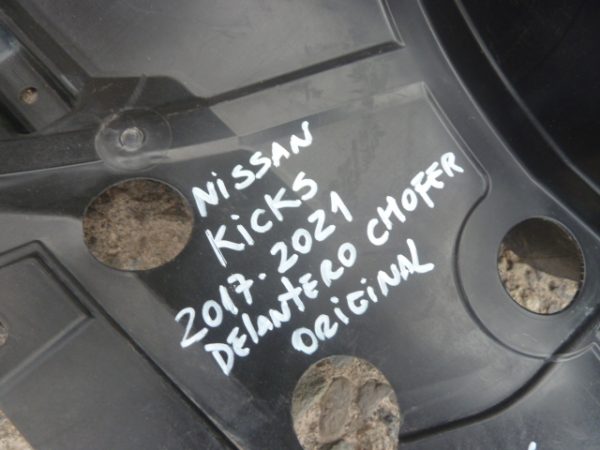 NISSAN
KICKS
2017.2021
DELANTERO CHOFER
ORIGINAL